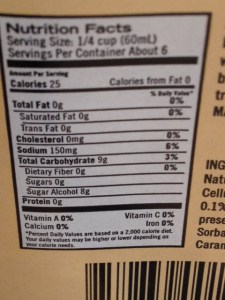 Nutrition Facts
Serving Size: 1/4 cup (60mL)
Servings Per Container About 6
Amount Per Serving
Calories 25 Calories from Fat 0
% Daily Value*
Total Fat 0g 0%
Saturated Fat 0g 0%
Trans Fat 0g
Cholesterol 0mg 0%
Sodium 150mg 6%
Total Carbohydrate 9g 3%
Dietary Fiber 0g 0%
Sugars 0g
Sugar Alcohol 8g
Protein 0g
Vitamin A 0% Vitamin C 0%
Calcium 0% Iron 0%
*Percent Daily Values are based on a 2,000 calorie diet.
Your daily values may be higher or lower depending on
your calorie needs.
ING
Natu
Cellu
0.1%
prese
Sorba
Caram